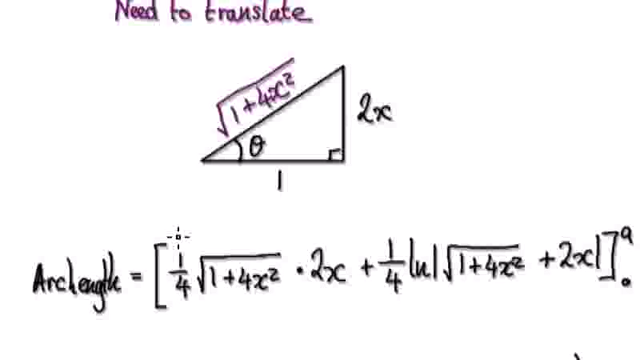 Need to translate
√1+4x²
2x
θ
1
Arclength = [ 1/4 √1+4x² · 2x + 1/4 ln|√1+4x² + 2x| ]₀ᵃ